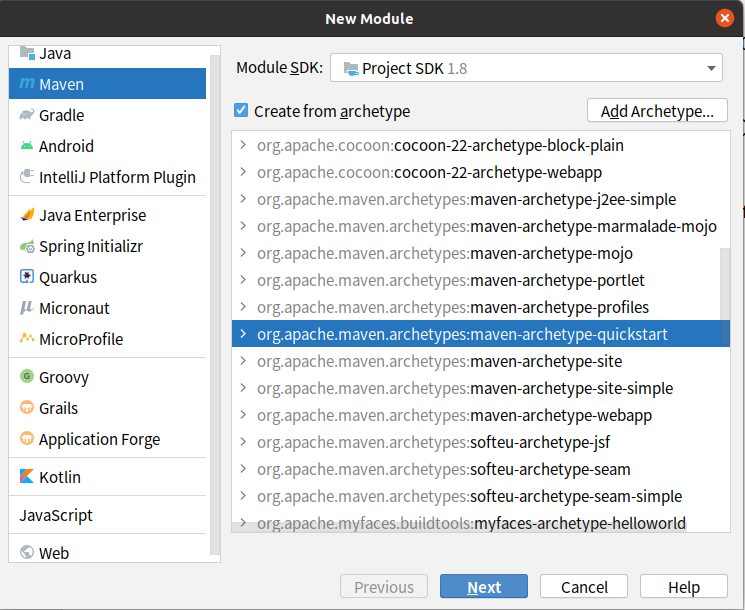 New Module
Java
Maven
Gradle
Android
IntelliJ Platform Plugin
Java Enterprise
Spring Initializr
Quarkus
Micronaut
MicroProfile
Groovy
Grails
Application Forge
Kotlin
JavaScript
Web
Module SDK: Project SDK 1.8
Create from archetype
Add Archetype...
org.apache.cocoon:cocoon-22-archetype-block-plain
org.apache.cocoon:cocoon-22-archetype-webapp
org.apache.maven.archetypes:maven-archetype-j2ee-simple
org.apache.maven.archetypes:maven-archetype-marmalade-mojo
org.apache.maven.archetypes:maven-archetype-mojo
org.apache.maven.archetypes:maven-archetype-portlet
org.apache.maven.archetypes:maven-archetype-profiles
org.apache.maven.archetypes:maven-archetype-quickstart
org.apache.maven.archetypes:maven-archetype-site
org.apache.maven.archetypes:maven-archetype-site-simple
org.apache.maven.archetypes:maven-archetype-webapp
org.apache.maven.archetypes:softeu-archetype-jsf
org.apache.maven.archetypes:softeu-archetype-seam
org.apache.maven.archetypes:softeu-archetype-seam-simple
org.apache.myfaces.buildtools:myfaces-archetype-helloworld
Previous
Next
Cancel
Help